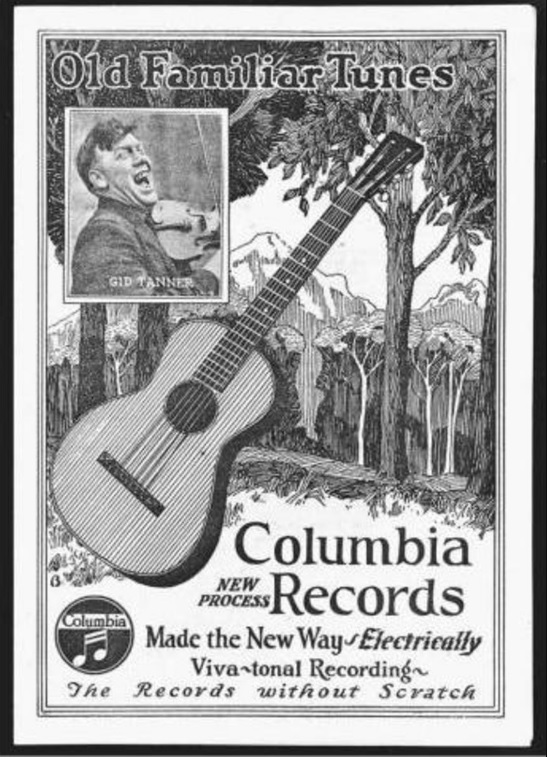 Old Familiar Tunes
GID TANNER
Columbia
NEW
PROCESS Records
Columbia
Made the New Way~Electrically
Viva~tonal Recording~
The Records without Scratch
B